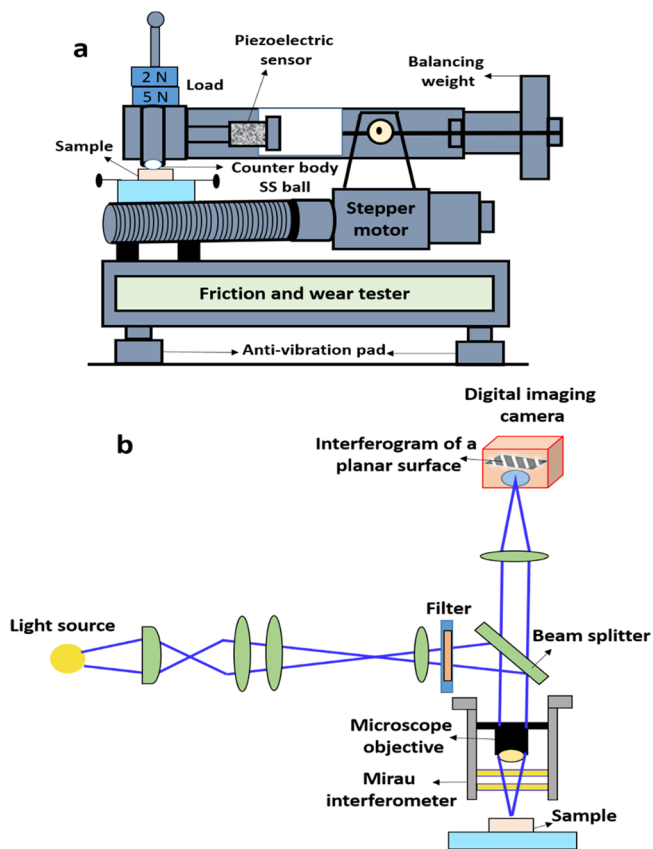 a
Piezoelectric
sensor
Balancing
weight
2 N
5 N
Load
Sample
Counter body
SS ball
Stepper
motor
Friction and wear tester
Anti-vibration pad
b
Digital imaging
camera
Interferogram of a
planar surface
Light source
Filter
Beam splitter
Microscope
objective
Mirau
interferometer
Sample